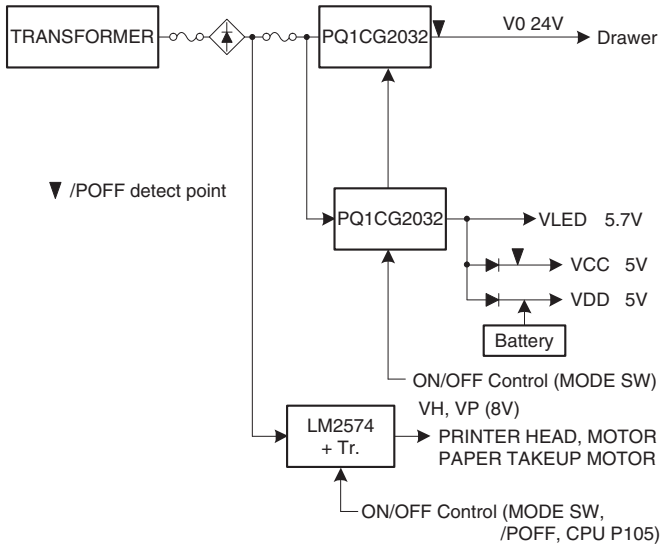 TRANSFORMER
PQ1CG2032
V0 24V
Drawer
/POFF detect point
PQ1CG2032
VLED 5.7V
VCC 5V
VDD 5V
Battery
ON/OFF Control (MODE SW)
VH, VP (8V)
LM2574
+ Tr.
PRINTER HEAD, MOTOR
PAPER TAKEUP MOTOR
ON/OFF Control (MODE SW,
/POFF, CPU P105)